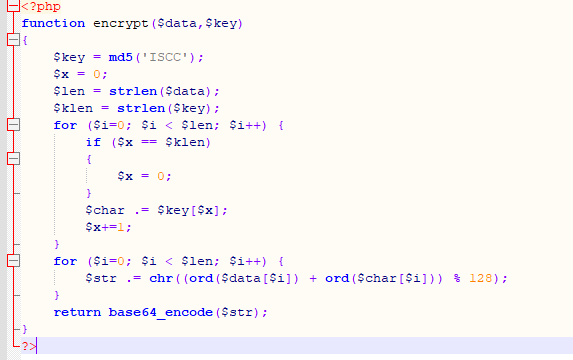 <?php
function encrypt($data,$key)
{
    $key = md5('ISCC');
    $x = 0;
    $len = strlen($data);
    $klen = strlen($key);
    for ($i=0; $i < $len; $i++) {
        if ($x == $klen)
        {
            $x = 0;
        }
        $char .= $key[$x];
        $x+=1;
    }
    for ($i=0; $i < $len; $i++) {
        $str .= chr((ord($data[$i]) + ord($char[$i])) % 128);
    }
    return base64_encode($str);
}
?>